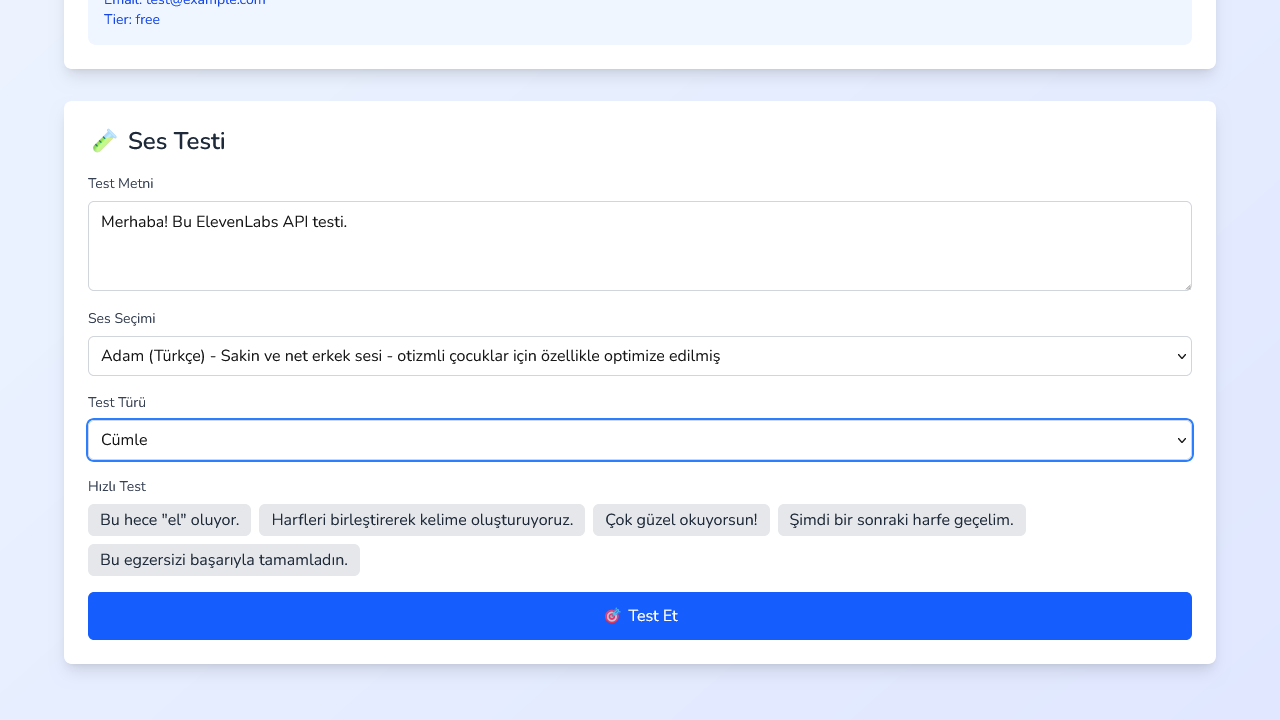 Email: test@example.com
Tier: free
Ses Testi
Test Metni
Merhaba! Bu ElevenLabs API testi.
Ses Seçimi
Adam (Türkçe) - Sakin ve net erkek sesi - otizmli çocuklar için özellikle optimize edilmiş
Test Türü
Cümle
Hızlı Test
Bu hece "el" oluyor. Harfleri birleştirerek kelime oluşturuyoruz. Çok güzel okuyorsun! Şimdi bir sonraki harfe geçelim.
Bu egzersizi başarıyla tamamladın.
Test Et